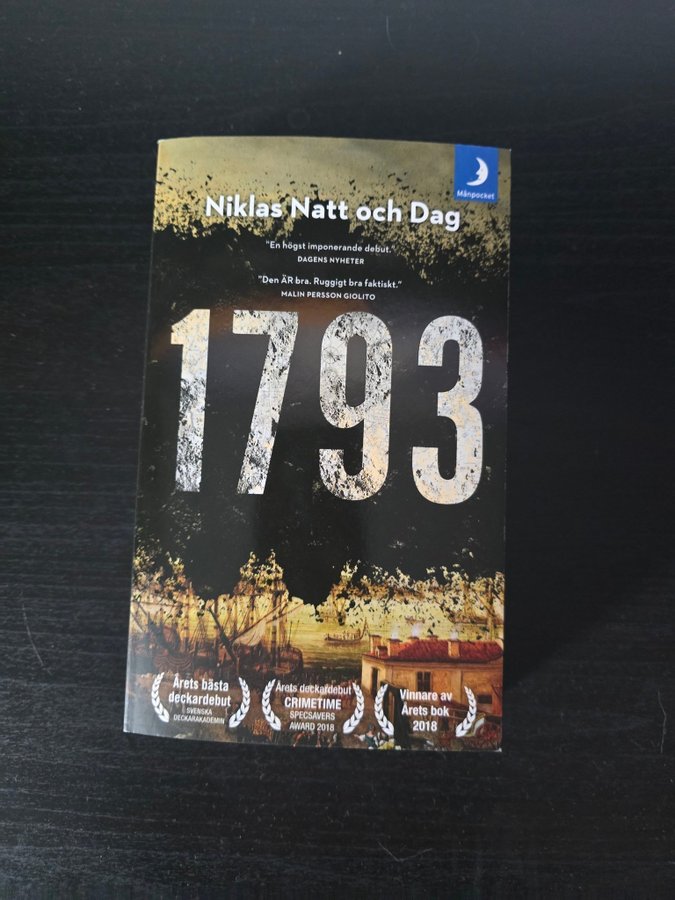 Månpocket
Niklas Natt och Dag
"En högst imponerande debut."
DAGENS NYHETER
"Den ÄR bra. Ruggigt bra faktiskt."
MALIN PERSSON GIOLITO
1793
Årets bästa
deckardebut
SVENSKA
DECKARAKADEMIN
Årets deckardebut
CRIMETIME
SPECSAVERS
AWARD 2018
Vinnare av
Årets bok
2018